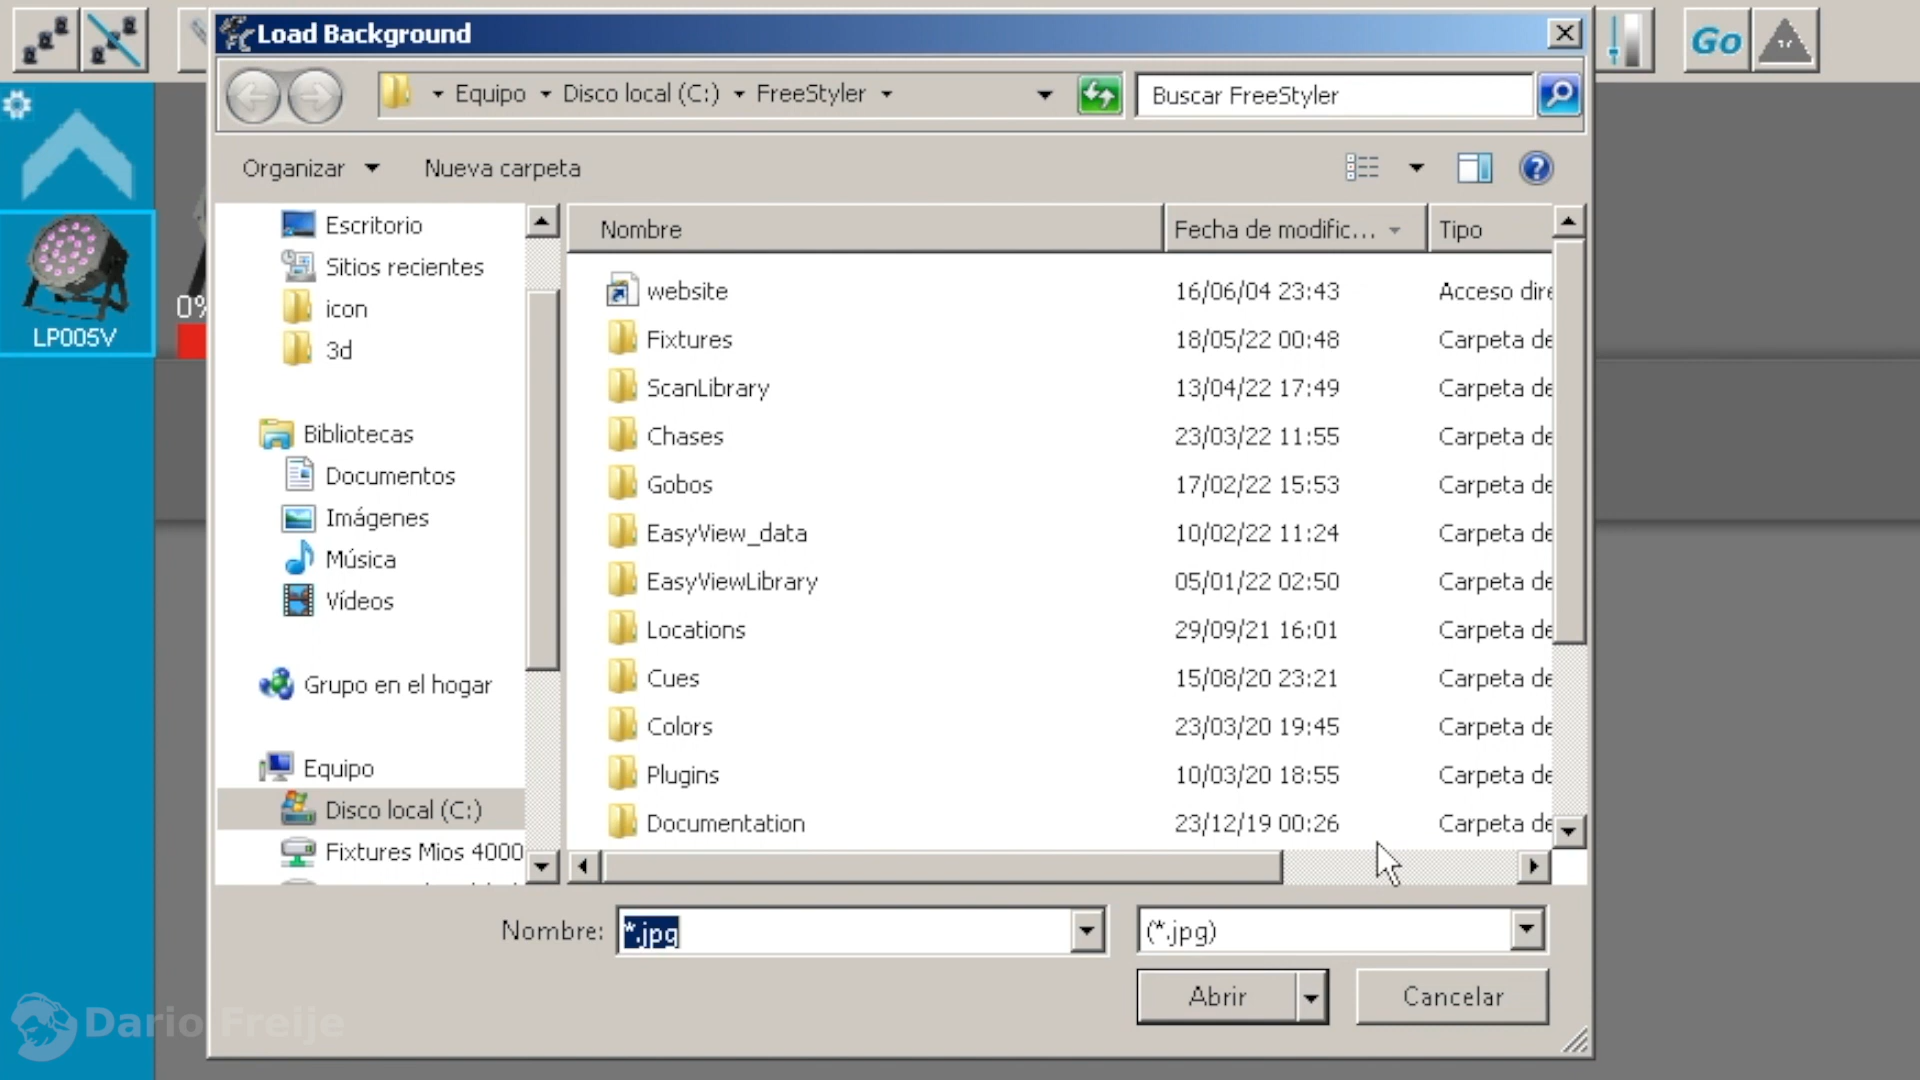 Load Background
Go
Equipo
Disco local (C:)
FreeStyler
Buscar FreeStyler
Organizar
Nueva carpeta
Escritorio
Sitios recientes
icon
3d
Bibliotecas
Documentos
Imágenes
Música
Vídeos
Grupo en el hogar
Equipo
Disco local (C:)
Fixtures Mios 4000
Nombre
Fecha de modific...
Tipo
website 16/06/04 23:43 Acceso dire
Fixtures 18/05/22 00:48 Carpeta de
ScanLibrary 13/04/22 17:49 Carpeta de
Chases 23/03/22 11:55 Carpeta de
Gobos 17/02/22 15:53 Carpeta de
EasyView_data 10/02/22 11:24 Carpeta de
EasyViewLibrary 05/01/22 02:50 Carpeta de
Locations 29/09/21 16:01 Carpeta de
Cues 15/08/20 23:21 Carpeta de
Colors 23/03/20 19:45 Carpeta de
Plugins 10/03/20 18:55 Carpeta de
Documentation 23/12/19 00:26 Carpeta de
0%
LP005V
Nombre:
*.jpg
(*.jpg)
Abrir
Cancelar
Dario Freije